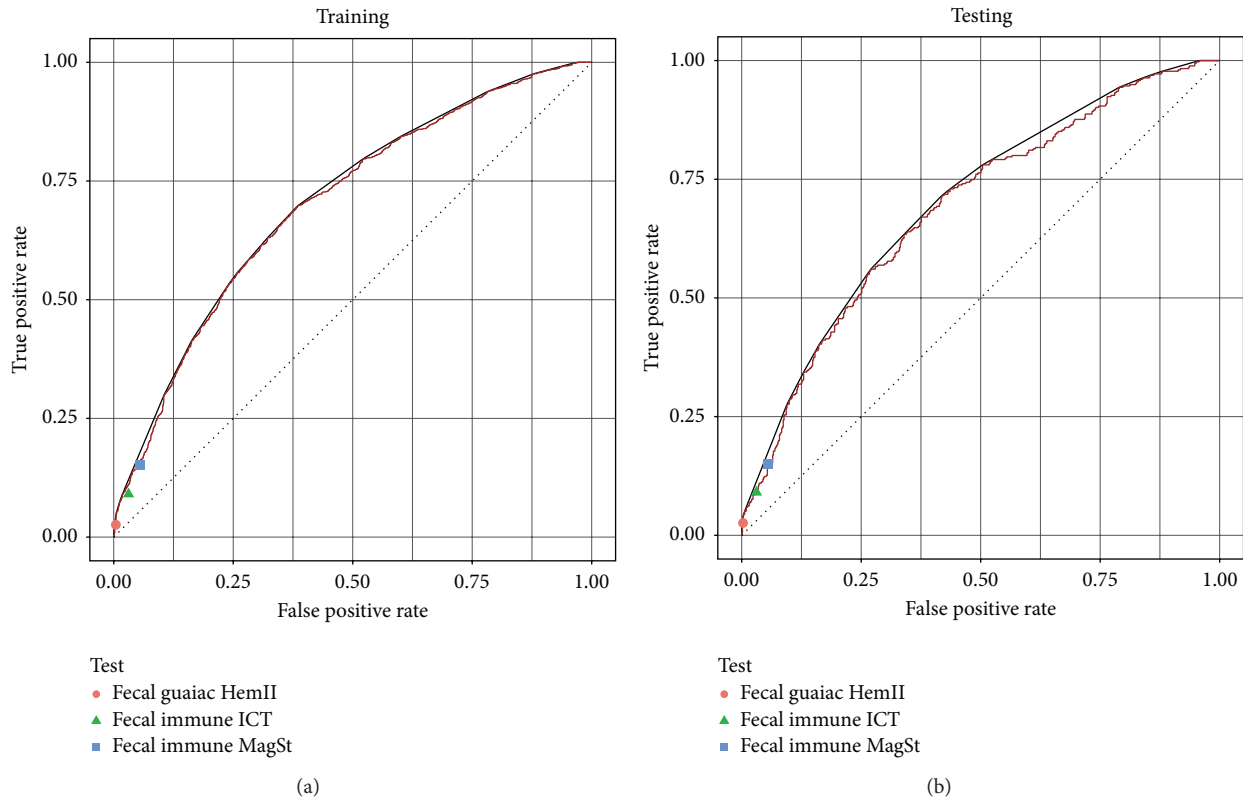 Training
1.00
0.75
0.50
0.25
0.00
True positive rate
0.00 0.25 0.50 0.75 1.00
False positive rate
Test
Fecal guaiac HemII
Fecal immune ICT
Fecal immune MagSt
(a)
Testing
1.00
0.75
0.50
0.25
0.00
True positive rate
0.00 0.25 0.50 0.75 1.00
False positive rate
Test
Fecal guaiac HemII
Fecal immune ICT
Fecal immune MagSt
(b)